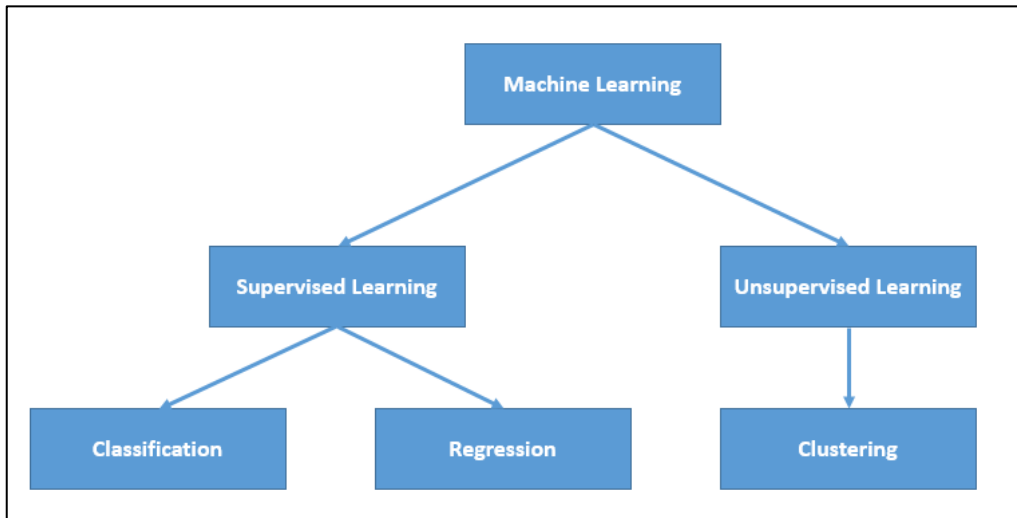 Machine Learning
Supervised Learning
Unsupervised Learning
Classification
Regression
Clustering